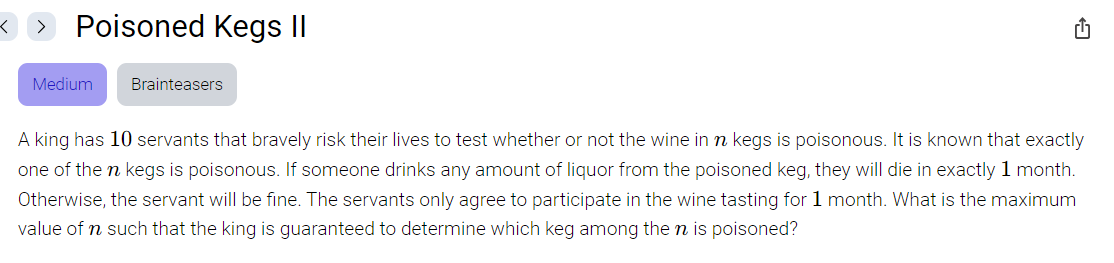 Poisoned Kegs II
Medium Brainteasers
A king has 10 servants that bravely risk their lives to test whether or not the wine in n kegs is poisonous. It is known that exactly
one of the n kegs is poisonous. If someone drinks any amount of liquor from the poisoned keg, they will die in exactly 1 month.
Otherwise, the servant will be fine. The servants only agree to participate in the wine tasting for 1 month. What is the maximum
value of n such that the king is guaranteed to determine which keg among the n is poisoned?